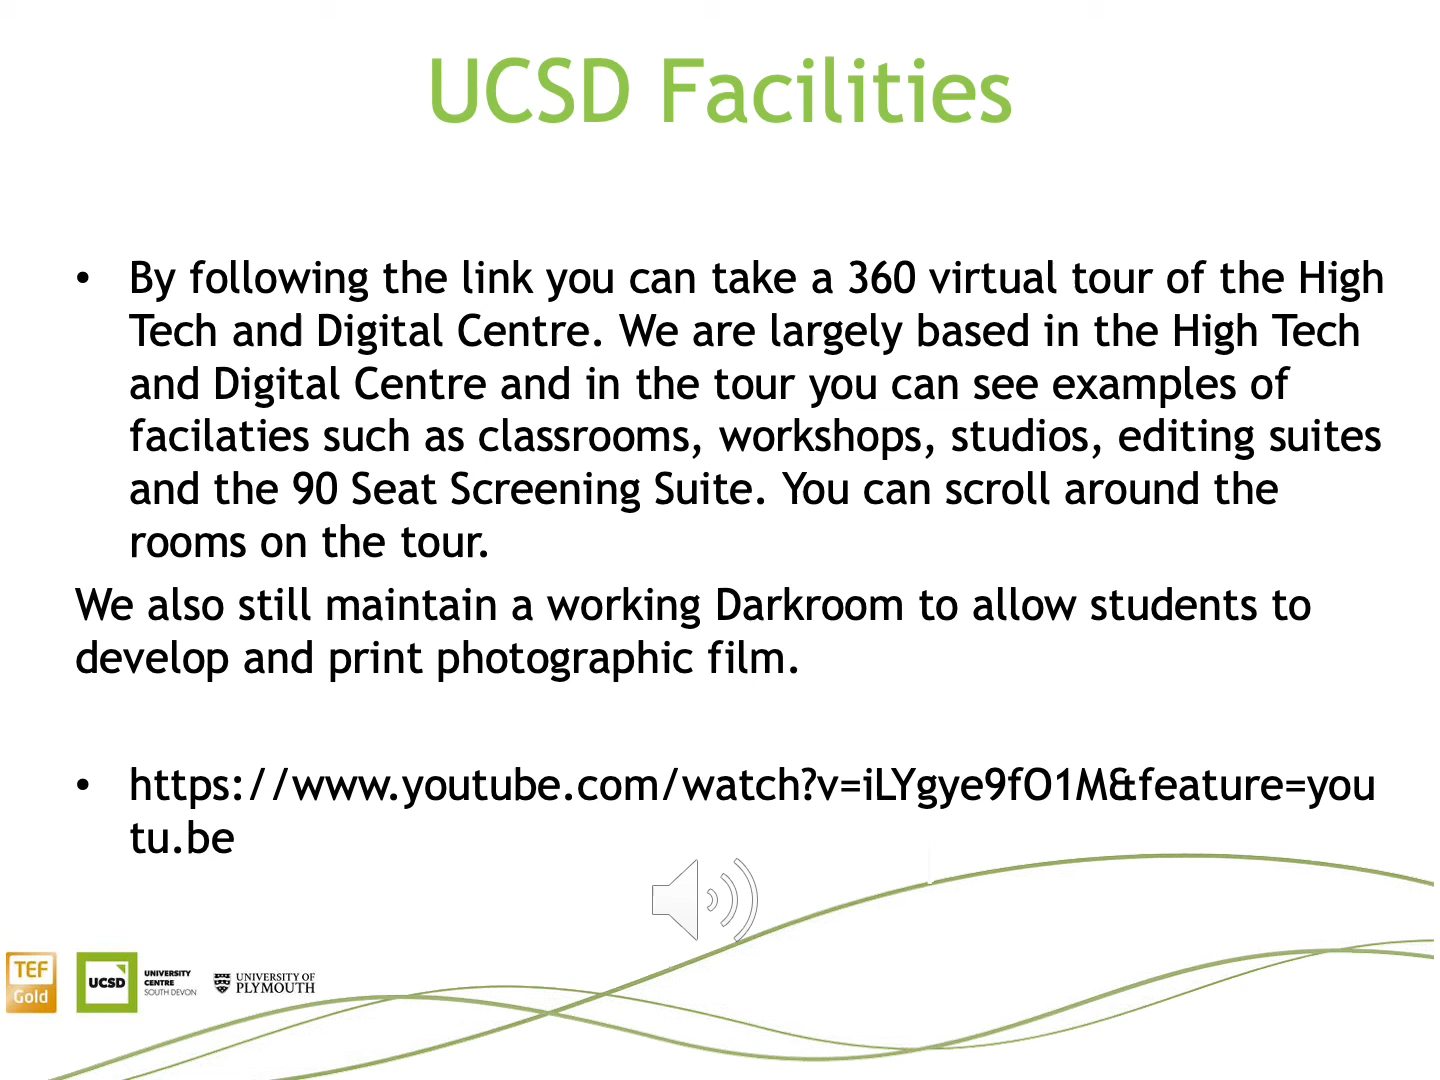 UCSD Facilities
• By following the link you can take a 360 virtual tour of the High
Tech and Digital Centre. We are largely based in the High Tech
and Digital Centre and in the tour you can see examples of
facilaties such as classrooms, workshops, studios, editing suites
and the 90 Seat Screening Suite. You can scroll around the
rooms on the tour.
We also still maintain a working Darkroom to allow students to
develop and print photographic film.
• https://www.youtube.com/watch?v=iLYgye9fO1M&feature=you
tu.be
TEF
Gold
UCSD
UNIVERSITY
CENTRE
SOUTH DEVON
UNIVERSITY OF
PLYMOUTH